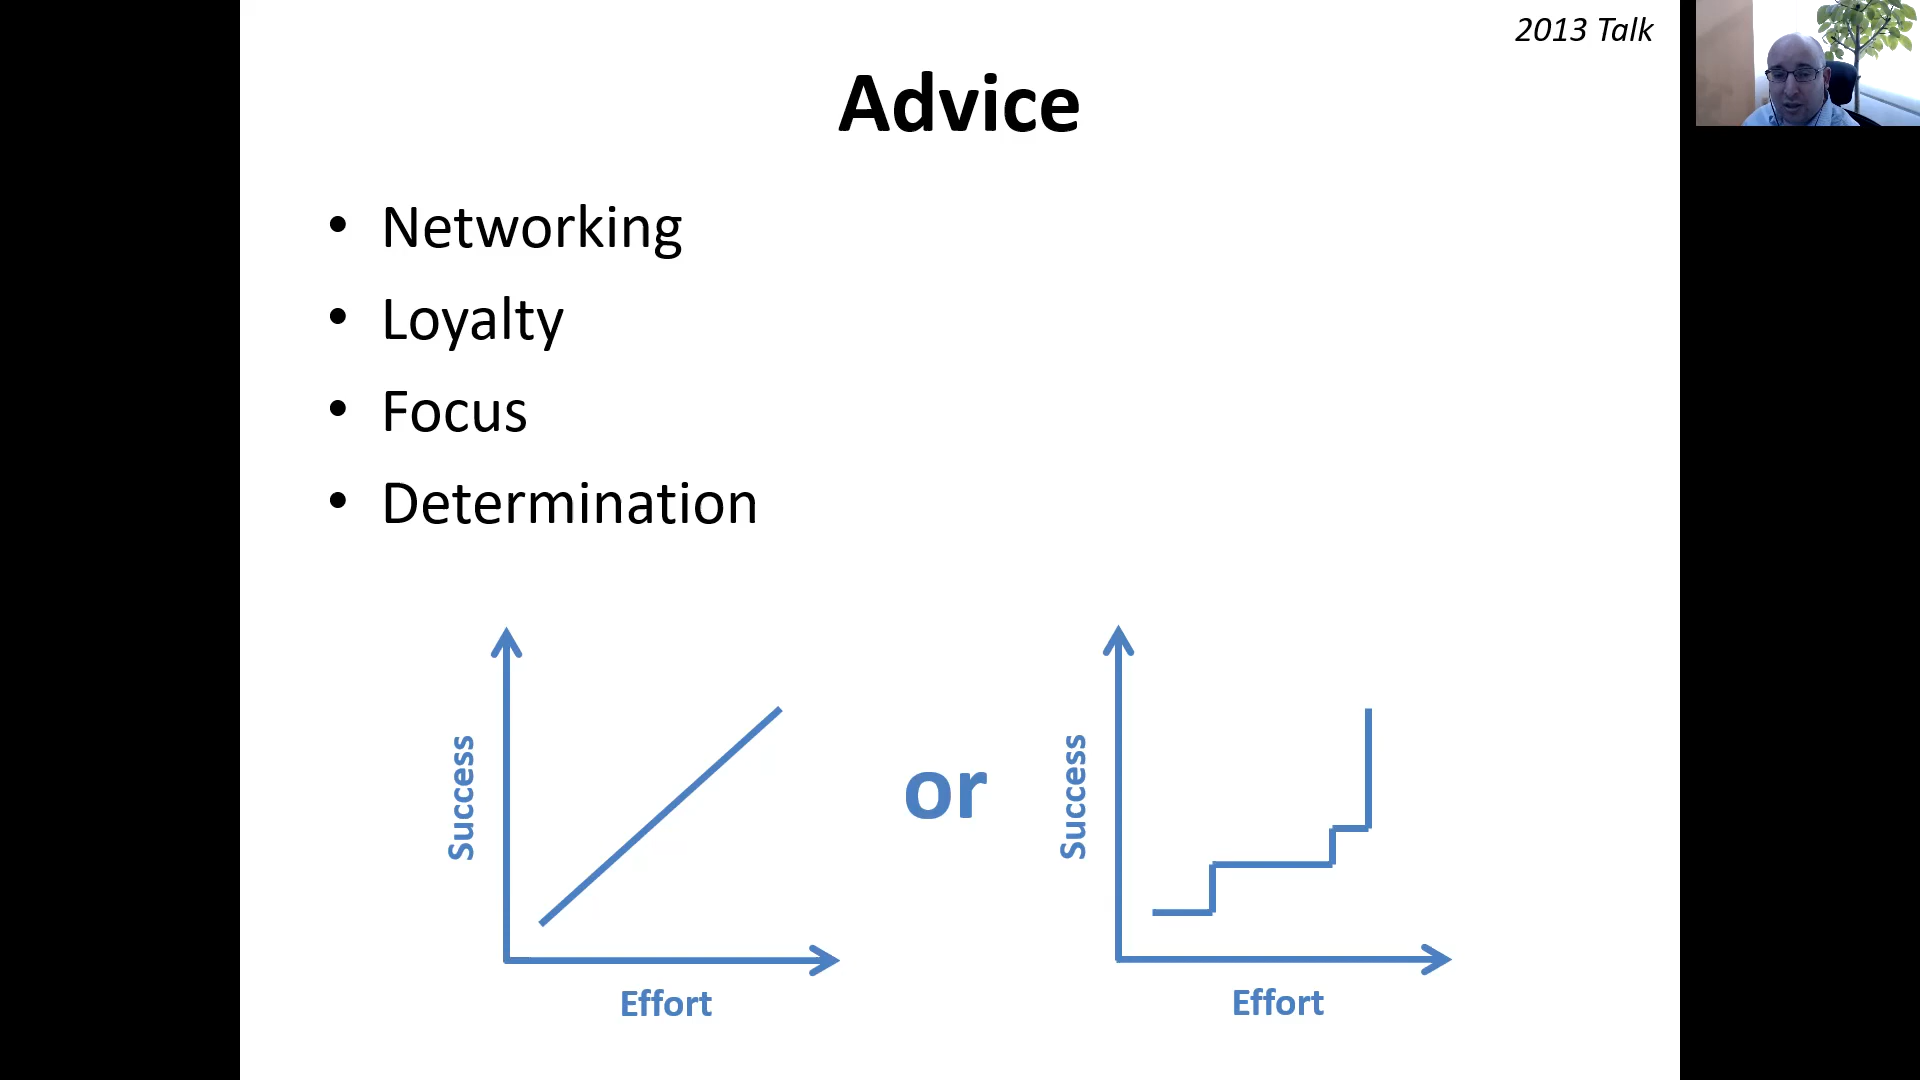 2013 Talk
Advice
• Networking
• Loyalty
• Focus
• Determination
Success
Effort
or
Success
Effort